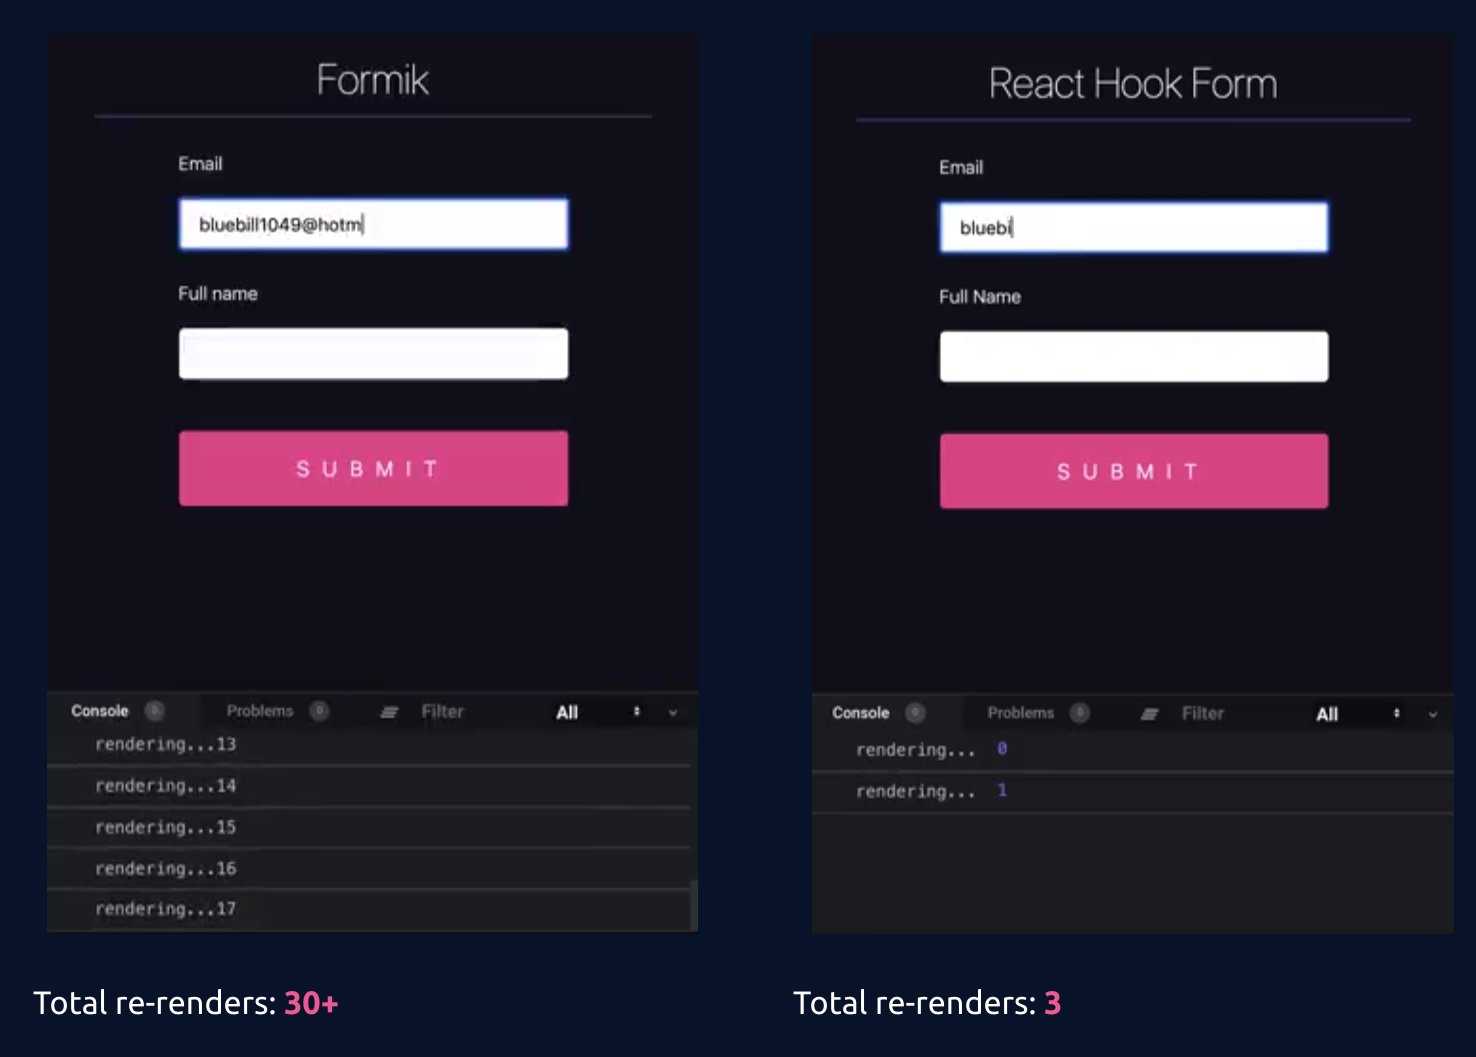 Formik
Email
bluebill1049@hotm
Full name
SUBMIT
Console 0 Problems 0 Filter All
rendering...13
rendering...14
rendering...15
rendering...16
rendering...17
Total re-renders: 30+
React Hook Form
Email
bluebi
Full Name
SUBMIT
Console 0 Problems 0 Filter All
rendering... 0
rendering... 1
Total re-renders: 3